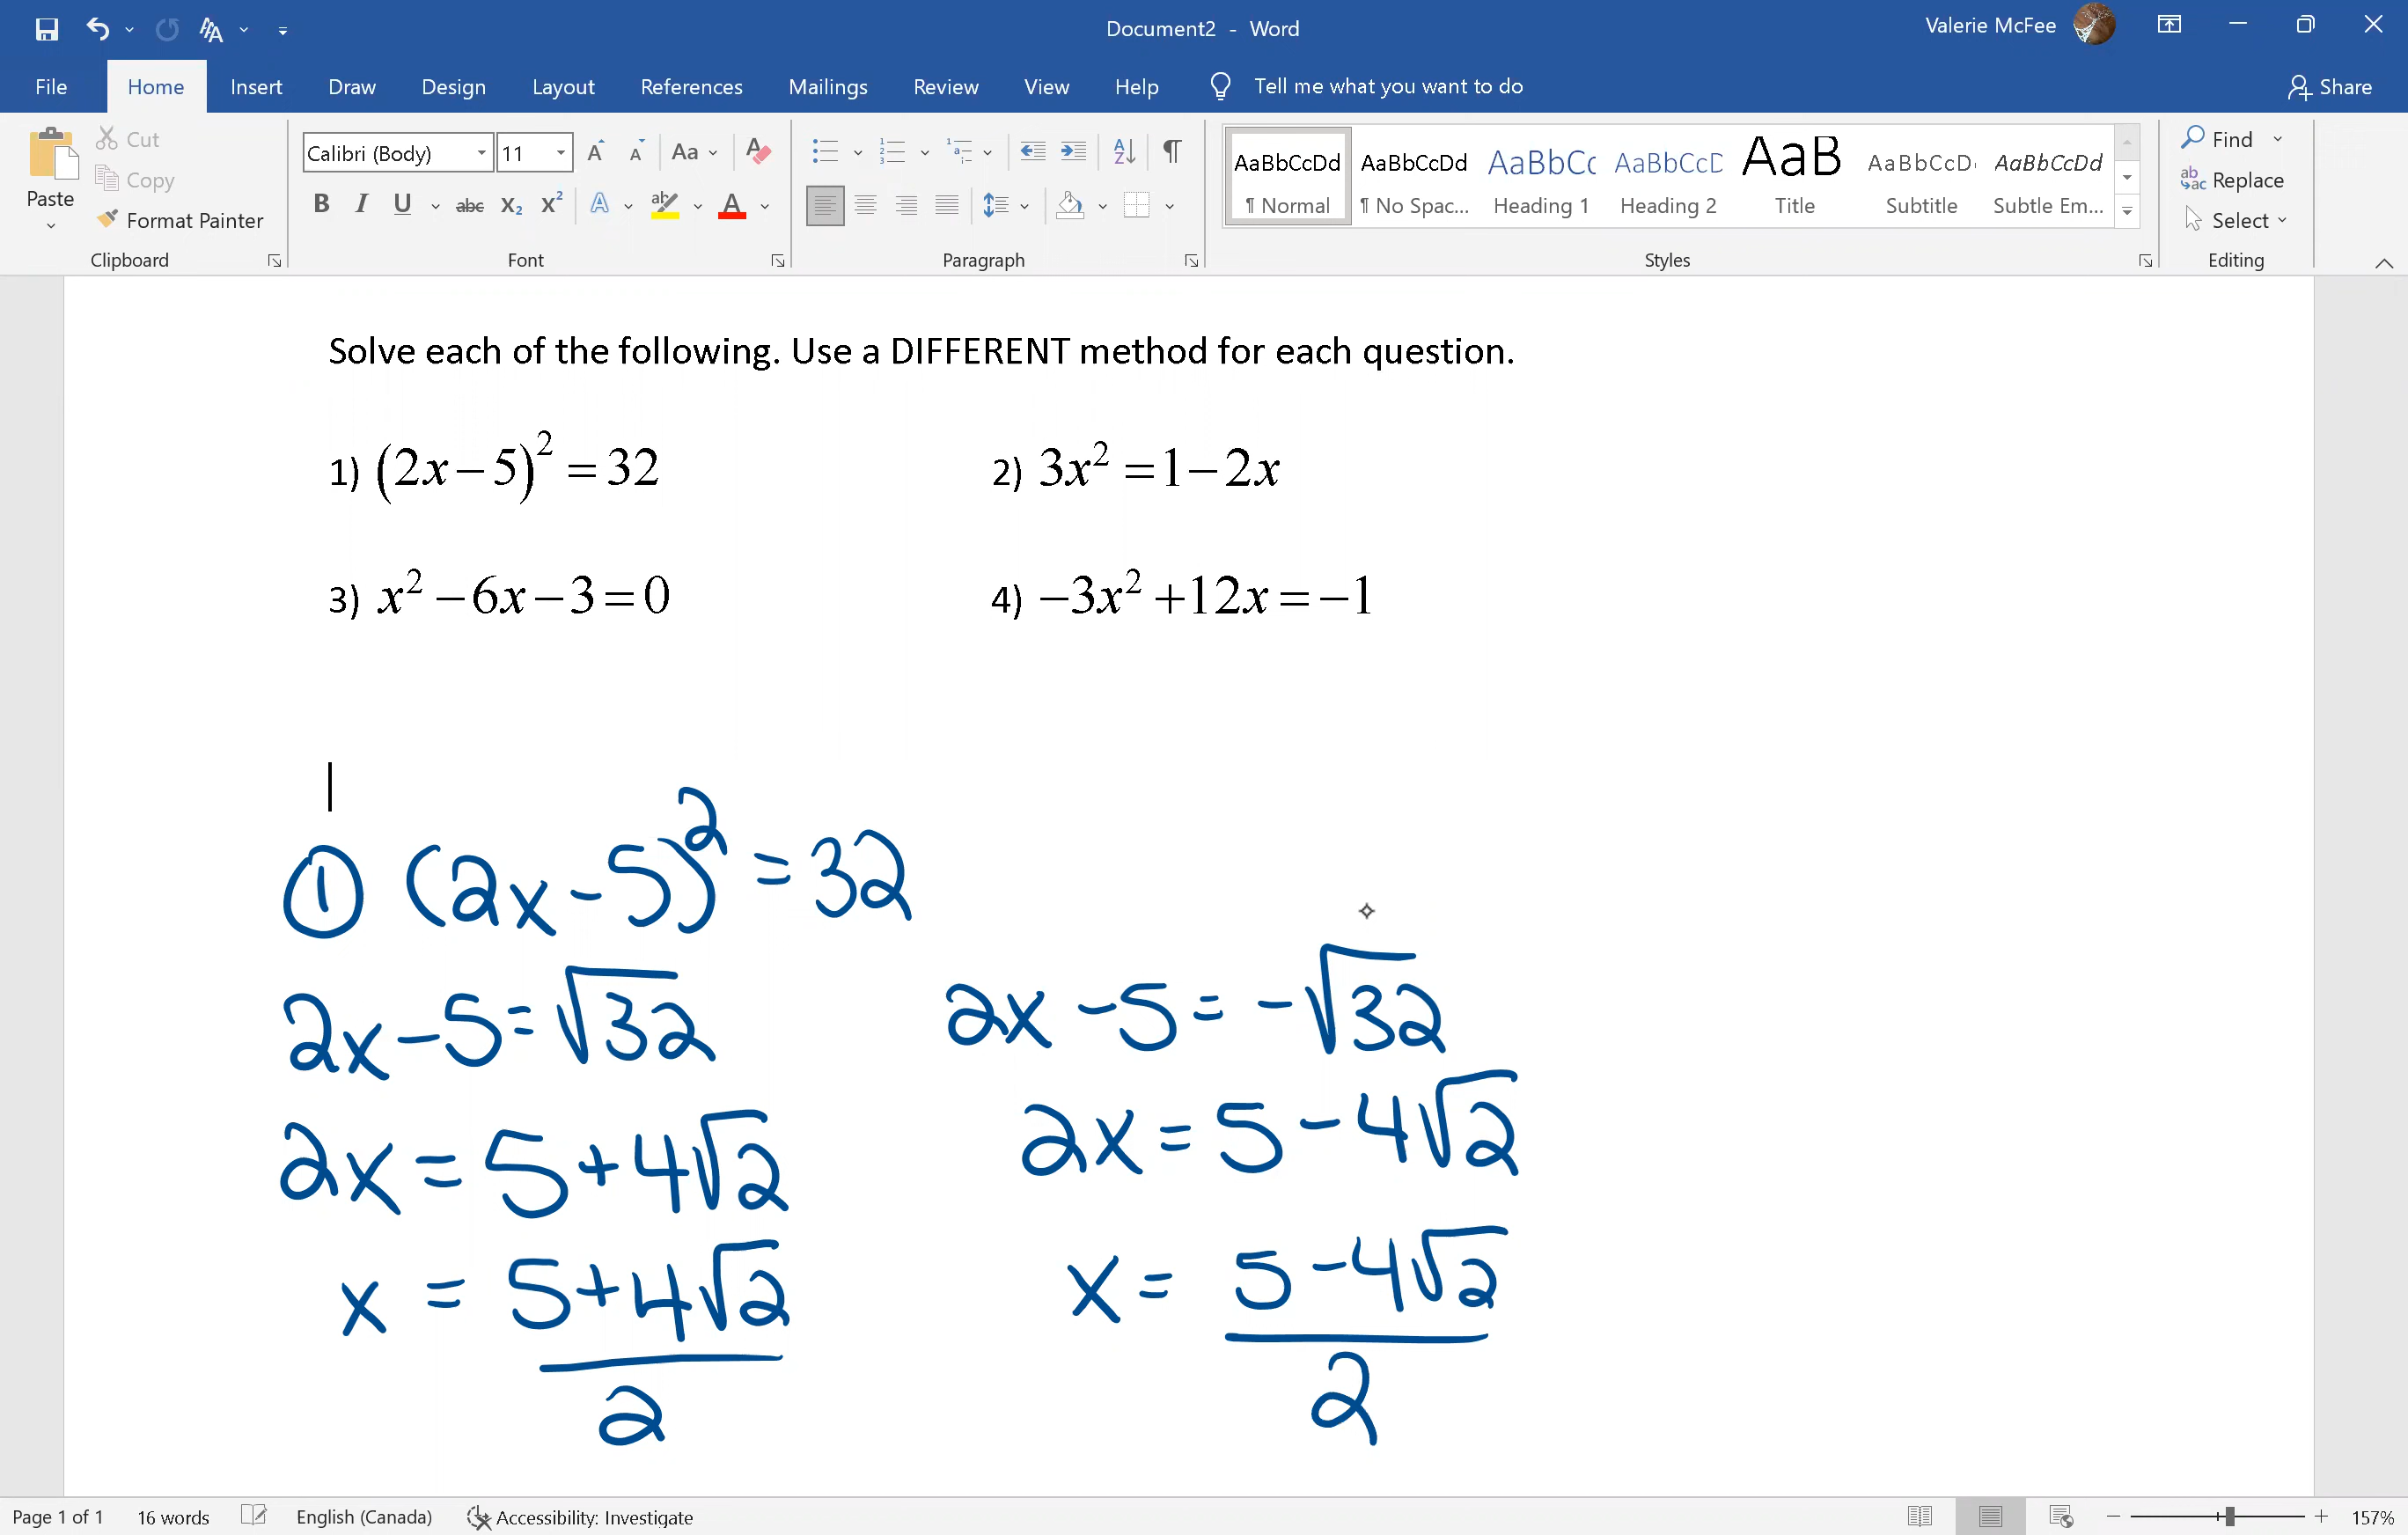 Document2 - Word
Valerie McFee
File Home Insert Draw Design Layout References Mailings Review View Help Tell me what you want to do Share
Paste
Cut
Copy
Format Painter
Clipboard
Calibri (Body) 11 A A Aa A
B I U abc X₂ X² A ab A
Font
A Z ¶
Paragraph
AaBbCcDd AaBbCcDd AaBbCc AaBbCcD AaB AaBbCcD AaBbCcDd
¶ Normal ¶ No Spac... Heading 1 Heading 2 Title Subtitle Subtle Em...
Styles
Find
Replace
Select
Editing
Solve each of the following. Use a DIFFERENT method for each question.
1) (2x−5)² = 32 2) 3x² = 1−2x
3) x² − 6x − 3 = 0 4) −3x² + 12x = −1
① (2x-5)² = 32
2x-5 = √32 2x-5 = -√32
2x = 5+4√2 2x = 5-4√2
x = (5+4√2)/2 x = (5-4√2)/2
Page 1 of 1 16 words English (Canada) Accessibility: Investigate 157%